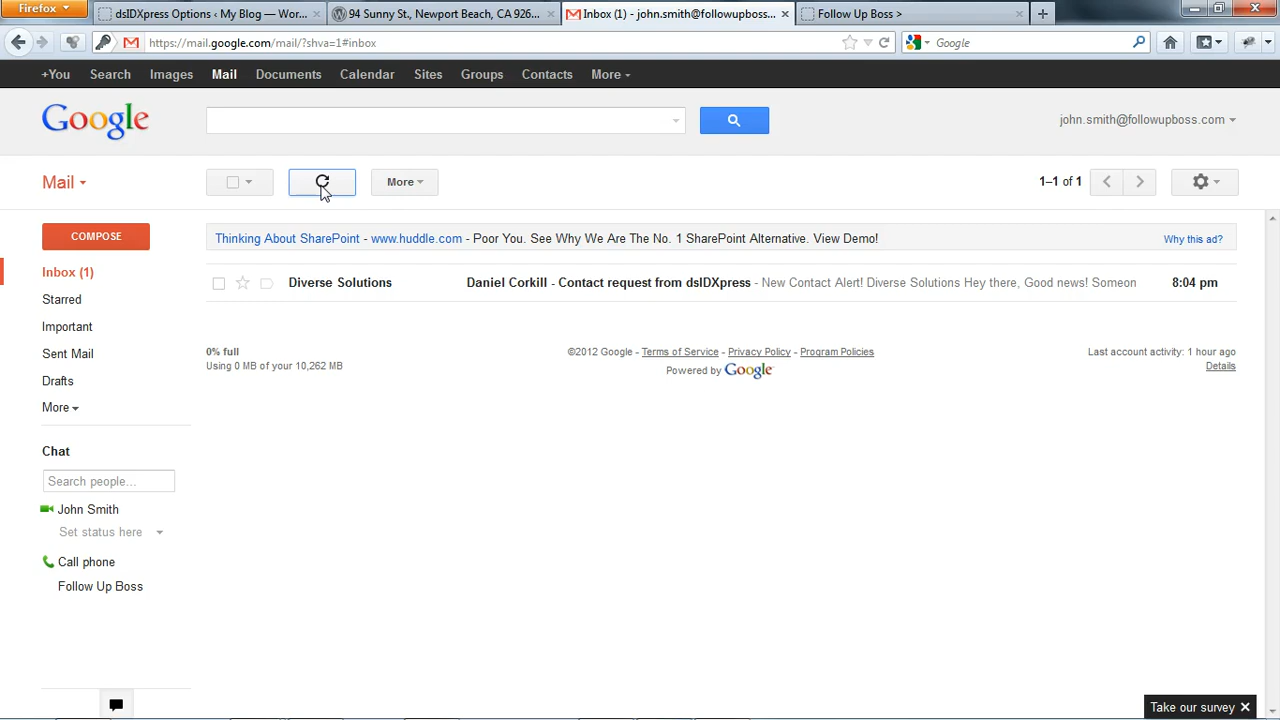 Firefox
dsIDXpress Options ‹ My Blog — Wor...
94 Sunny St., Newport Beach, CA 926...
Inbox (1) - john.smith@followupboss...
Follow Up Boss >
https://mail.google.com/mail/?shva=1#inbox
Google
+You Search Images Mail Documents Calendar Sites Groups Contacts More
Google
john.smith@followupboss.com
Mail
More
1–1 of 1
COMPOSE
Thinking About SharePoint - www.huddle.com - Poor You. See Why We Are The No. 1 SharePoint Alternative. View Demo!
Why this ad?
Inbox (1)
Diverse Solutions
Daniel Corkill - Contact request from dsIDXpress - New Contact Alert! Diverse Solutions Hey there, Good news! Someon
8:04 pm
Starred
Important
Sent Mail
Drafts
More
0% full
Using 0 MB of your 10,262 MB
©2012 Google - Terms of Service - Privacy Policy - Program Policies
Powered by Google
Last account activity: 1 hour ago
Details
Chat
Search people...
John Smith
Set status here
Call phone
Follow Up Boss
Take our survey